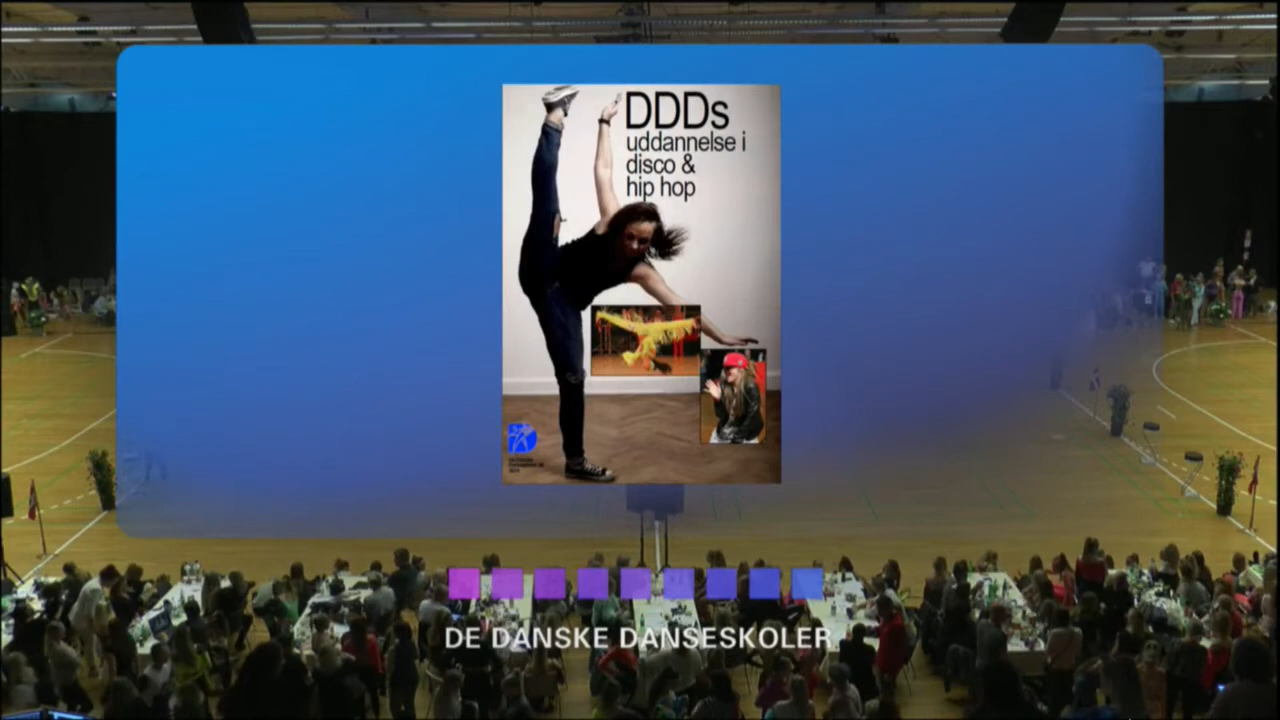 DDDs
uddannelse i
disco &
hip hop
DE DANSKE DANSESKOLER